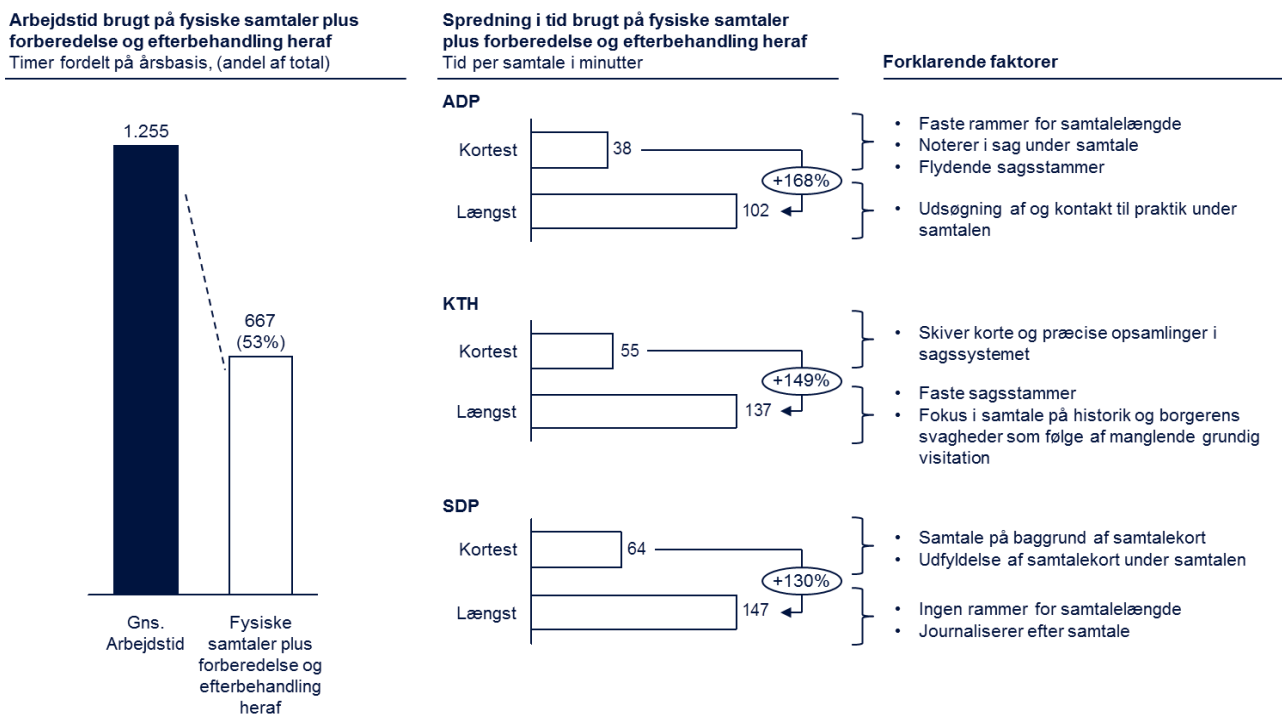 Arbejdstid brugt på fysiske samtaler plus
forberedelse og efterbehandling heraf
Timer fordelt på årsbasis, (andel af total)
1.255
667
(53%)
Gns.
Arbejdstid
Fysiske
samtaler plus
forberedelse og
efterbehandling
heraf
Spredning i tid brugt på fysiske samtaler
plus forberedelse og efterbehandling heraf
Tid per samtale i minutter
Forklarende faktorer
ADP
Kortest
38
+168%
Længst
102
• Faste rammer for samtalelængde
• Noterer i sag under samtale
• Flydende sagsstammer
• Udsøgning af og kontakt til praktik under
samtalen
KTH
Kortest
55
+149%
Længst
137
• Skiver korte og præcise opsamlinger i
sagssystemet
• Faste sagsstammer
• Fokus i samtale på historik og borgerens
svagheder som følge af manglende grundig
visitation
SDP
Kortest
64
+130%
Længst
147
• Samtale på baggrund af samtalekort
• Udfyldelse af samtalekort under samtalen
• Ingen rammer for samtalelængde
• Journaliserer efter samtale